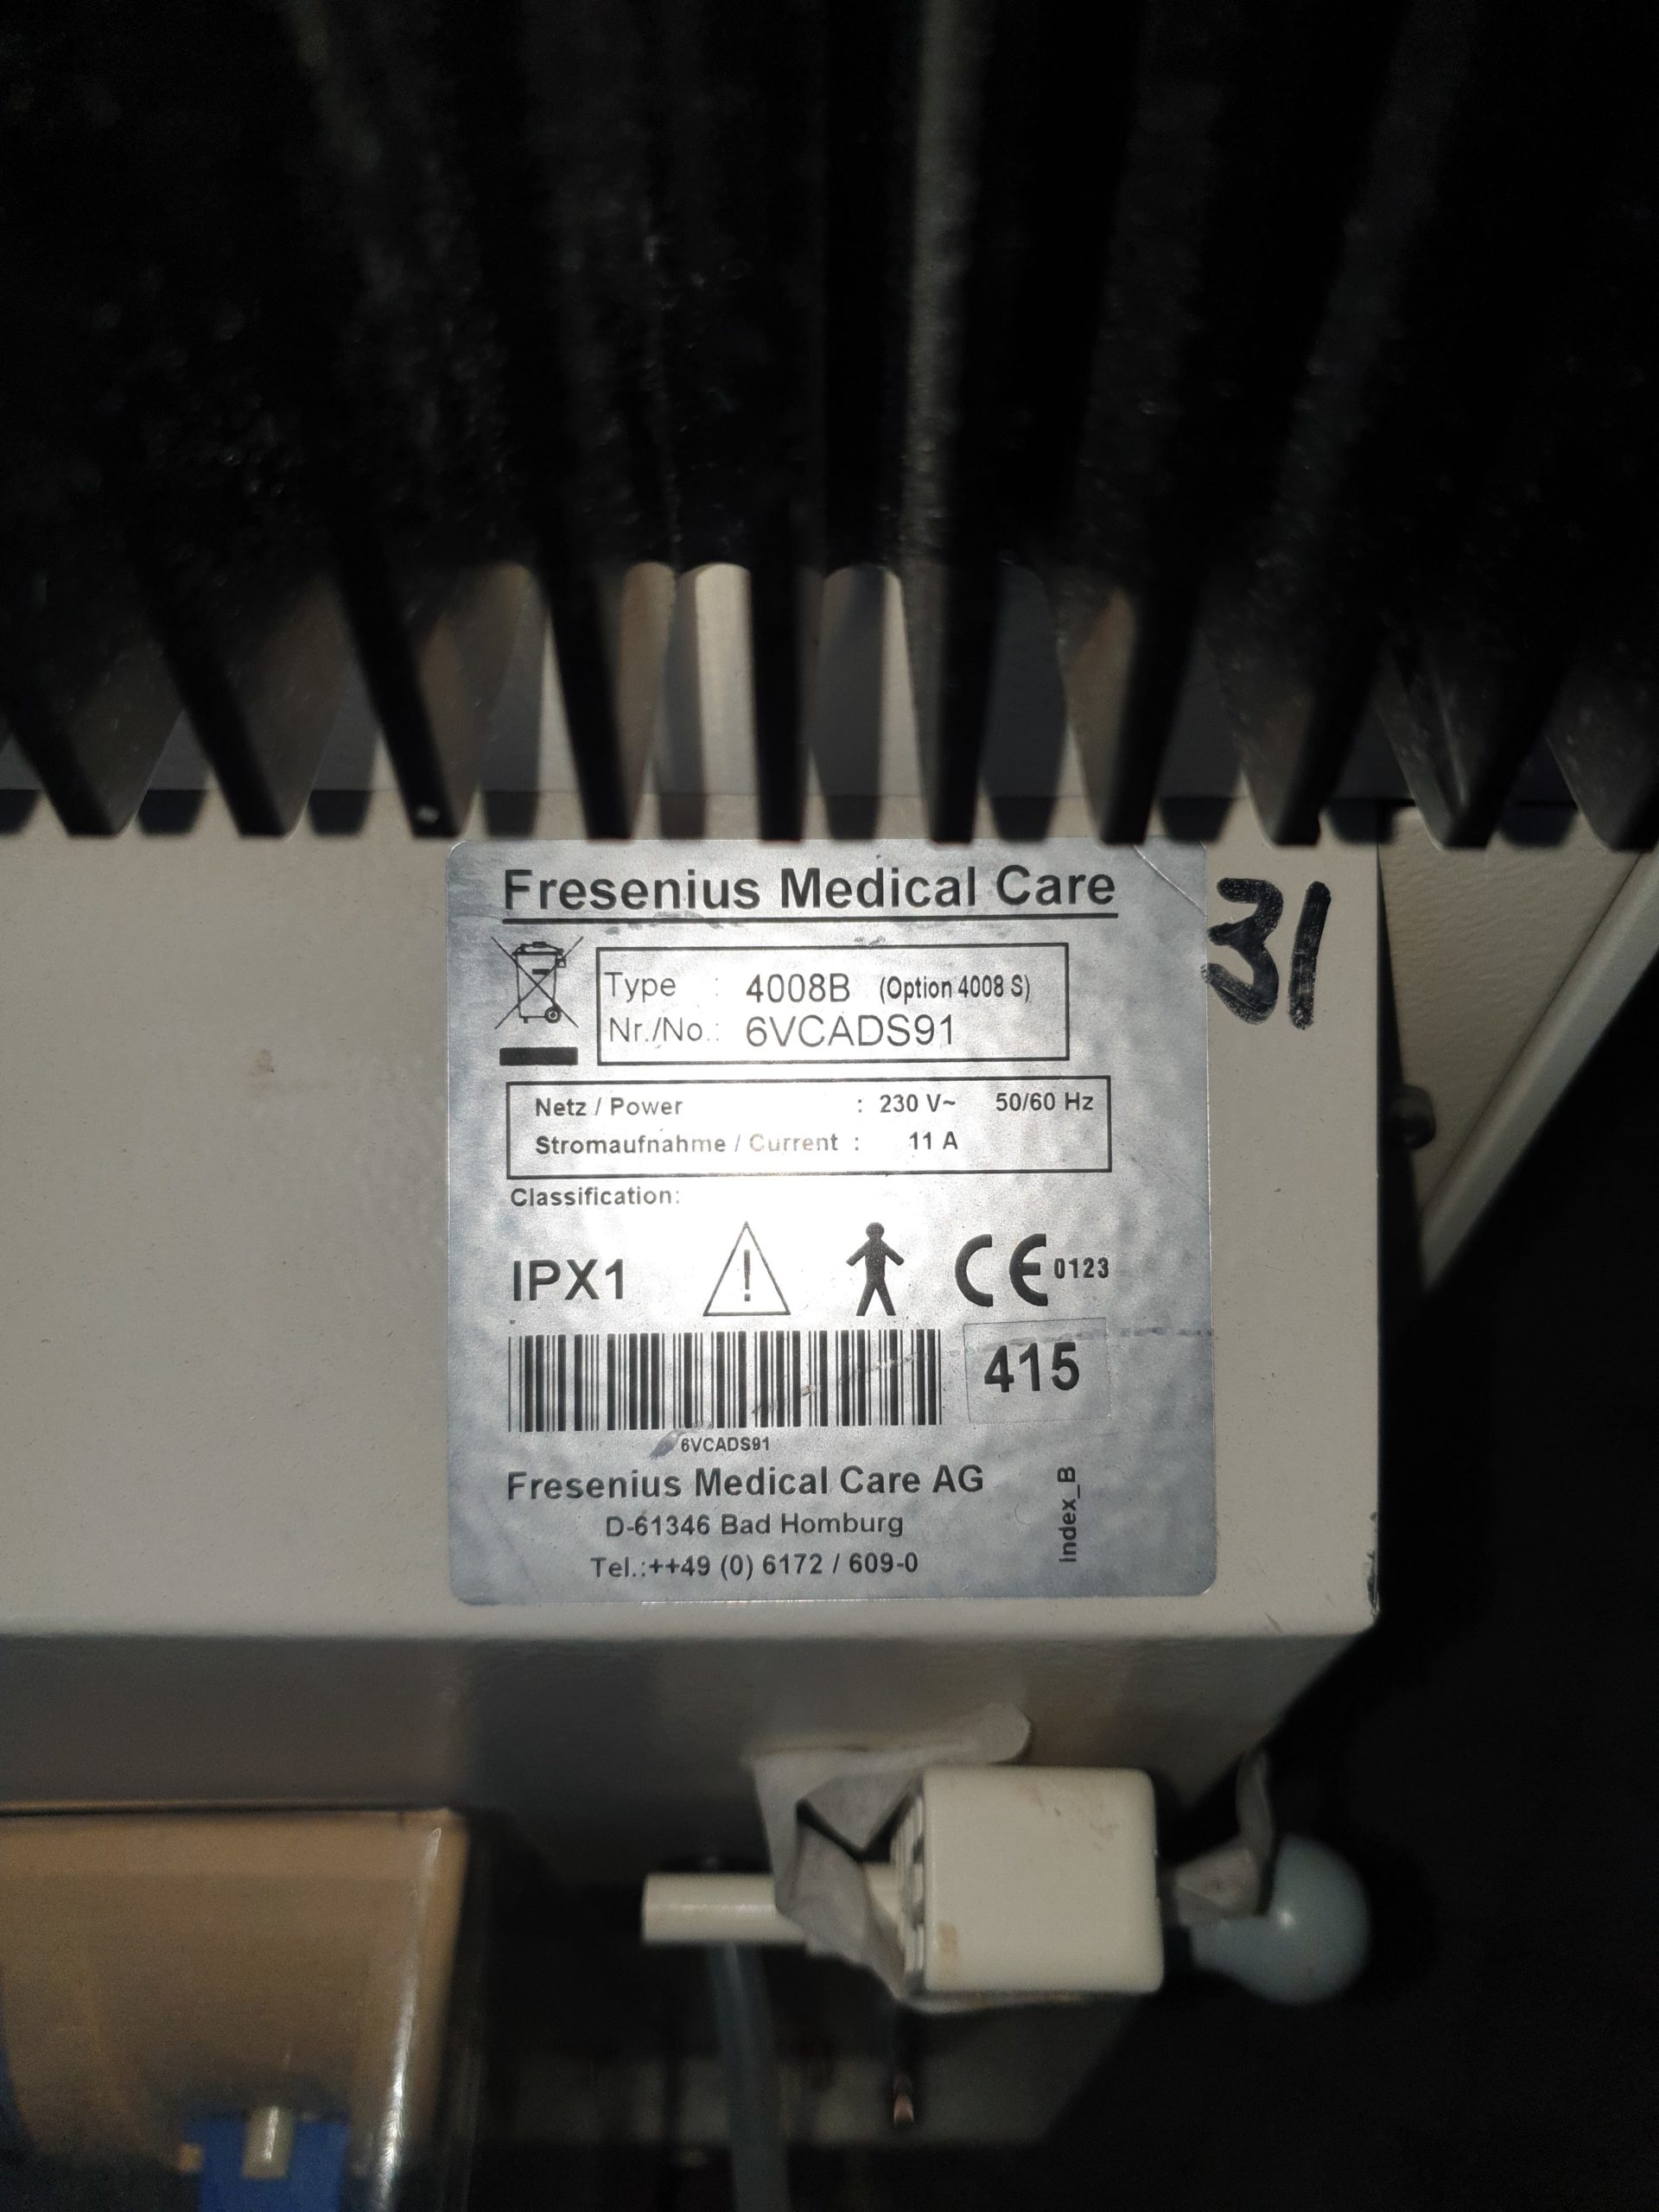 Fresenius Medical Care
31
Type : 4008B (Option 4008 S)
Nr./No.: 6VCADS91
Netz / Power : 230 V~ 50/60 Hz
Stromaufnahme / Current : 11 A
Classification:
IPX1 ! CE 0123
415
6VCADS91
Fresenius Medical Care AG
D-61346 Bad Homburg
Tel.:++49 (0) 6172 / 609-0
Index_B